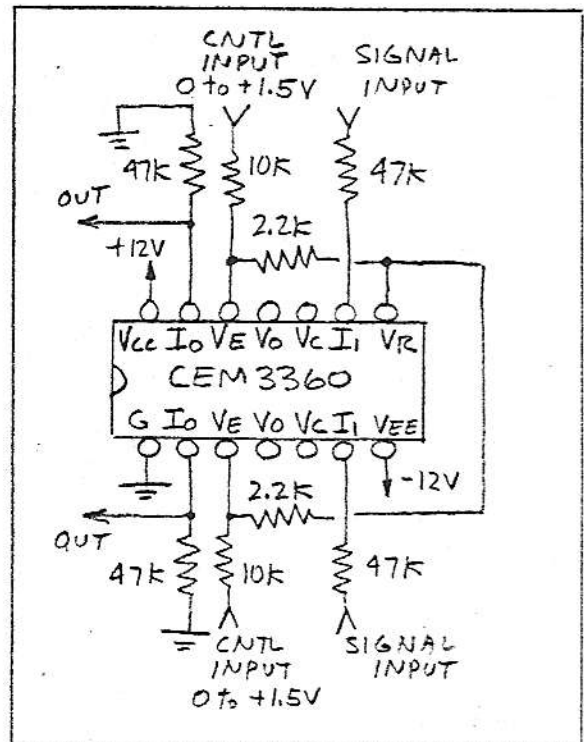 CNTL
INPUT
0 to +1.5V
SIGNAL
INPUT
47K
10K
47K
OUT
2.2K
+12V
VCC IO VE VO VC II VR
CEM3360
G IO VE VO VC II VEE
2.2K
-12V
OUT
47K
10K
47K
CNTL
INPUT
0 to +1.5V
SIGNAL
INPUT